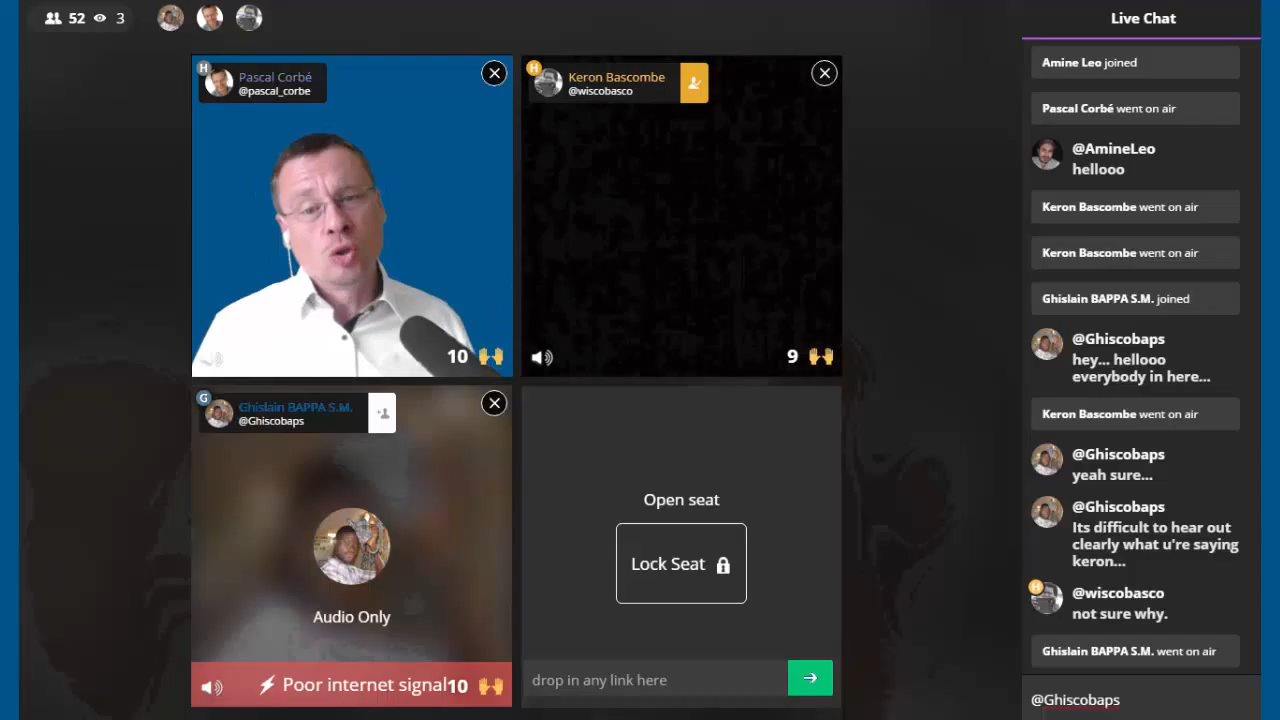 52 3
Live Chat
H
Pascal Corbé
@pascal_corbe
10
H
Keron Bascombe
@wiscobasco
9
G
Ghislain BAPPA S.M.
@Ghiscobaps
Audio Only
Poor internet signal
10
Open seat
Lock Seat
drop in any link here
Amine Leo joined
Pascal Corbé went on air
@AmineLeo
hellooo
Keron Bascombe went on air
Keron Bascombe went on air
Ghislain BAPPA S.M. joined
@Ghiscobaps
hey... hellooo
everybody in here...
Keron Bascombe went on air
@Ghiscobaps
yeah sure...
@Ghiscobaps
Its difficult to hear out
clearly what u're saying
keron...
H
@wiscobasco
not sure why.
Ghislain BAPPA S.M. went on air
@Ghiscobaps